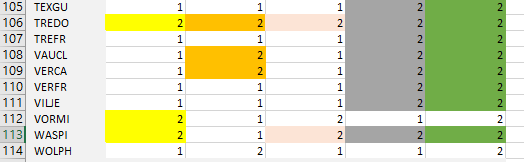 105 TEXGU 1 1 1 2 2
106 TREDO 2 2 2 2 2
107 TREFR 1 1 1 2 2
108 VAUCL 1 2 1 2 2
109 VERCA 1 2 1 2 2
110 VERFR 1 1 1 2 2
111 VILJE 1 1 1 2 2
112 VORMI 2 1 2 1 2
113 WASPI 2 1 2 2 2
114 WOLPH 1 2 1 1 2